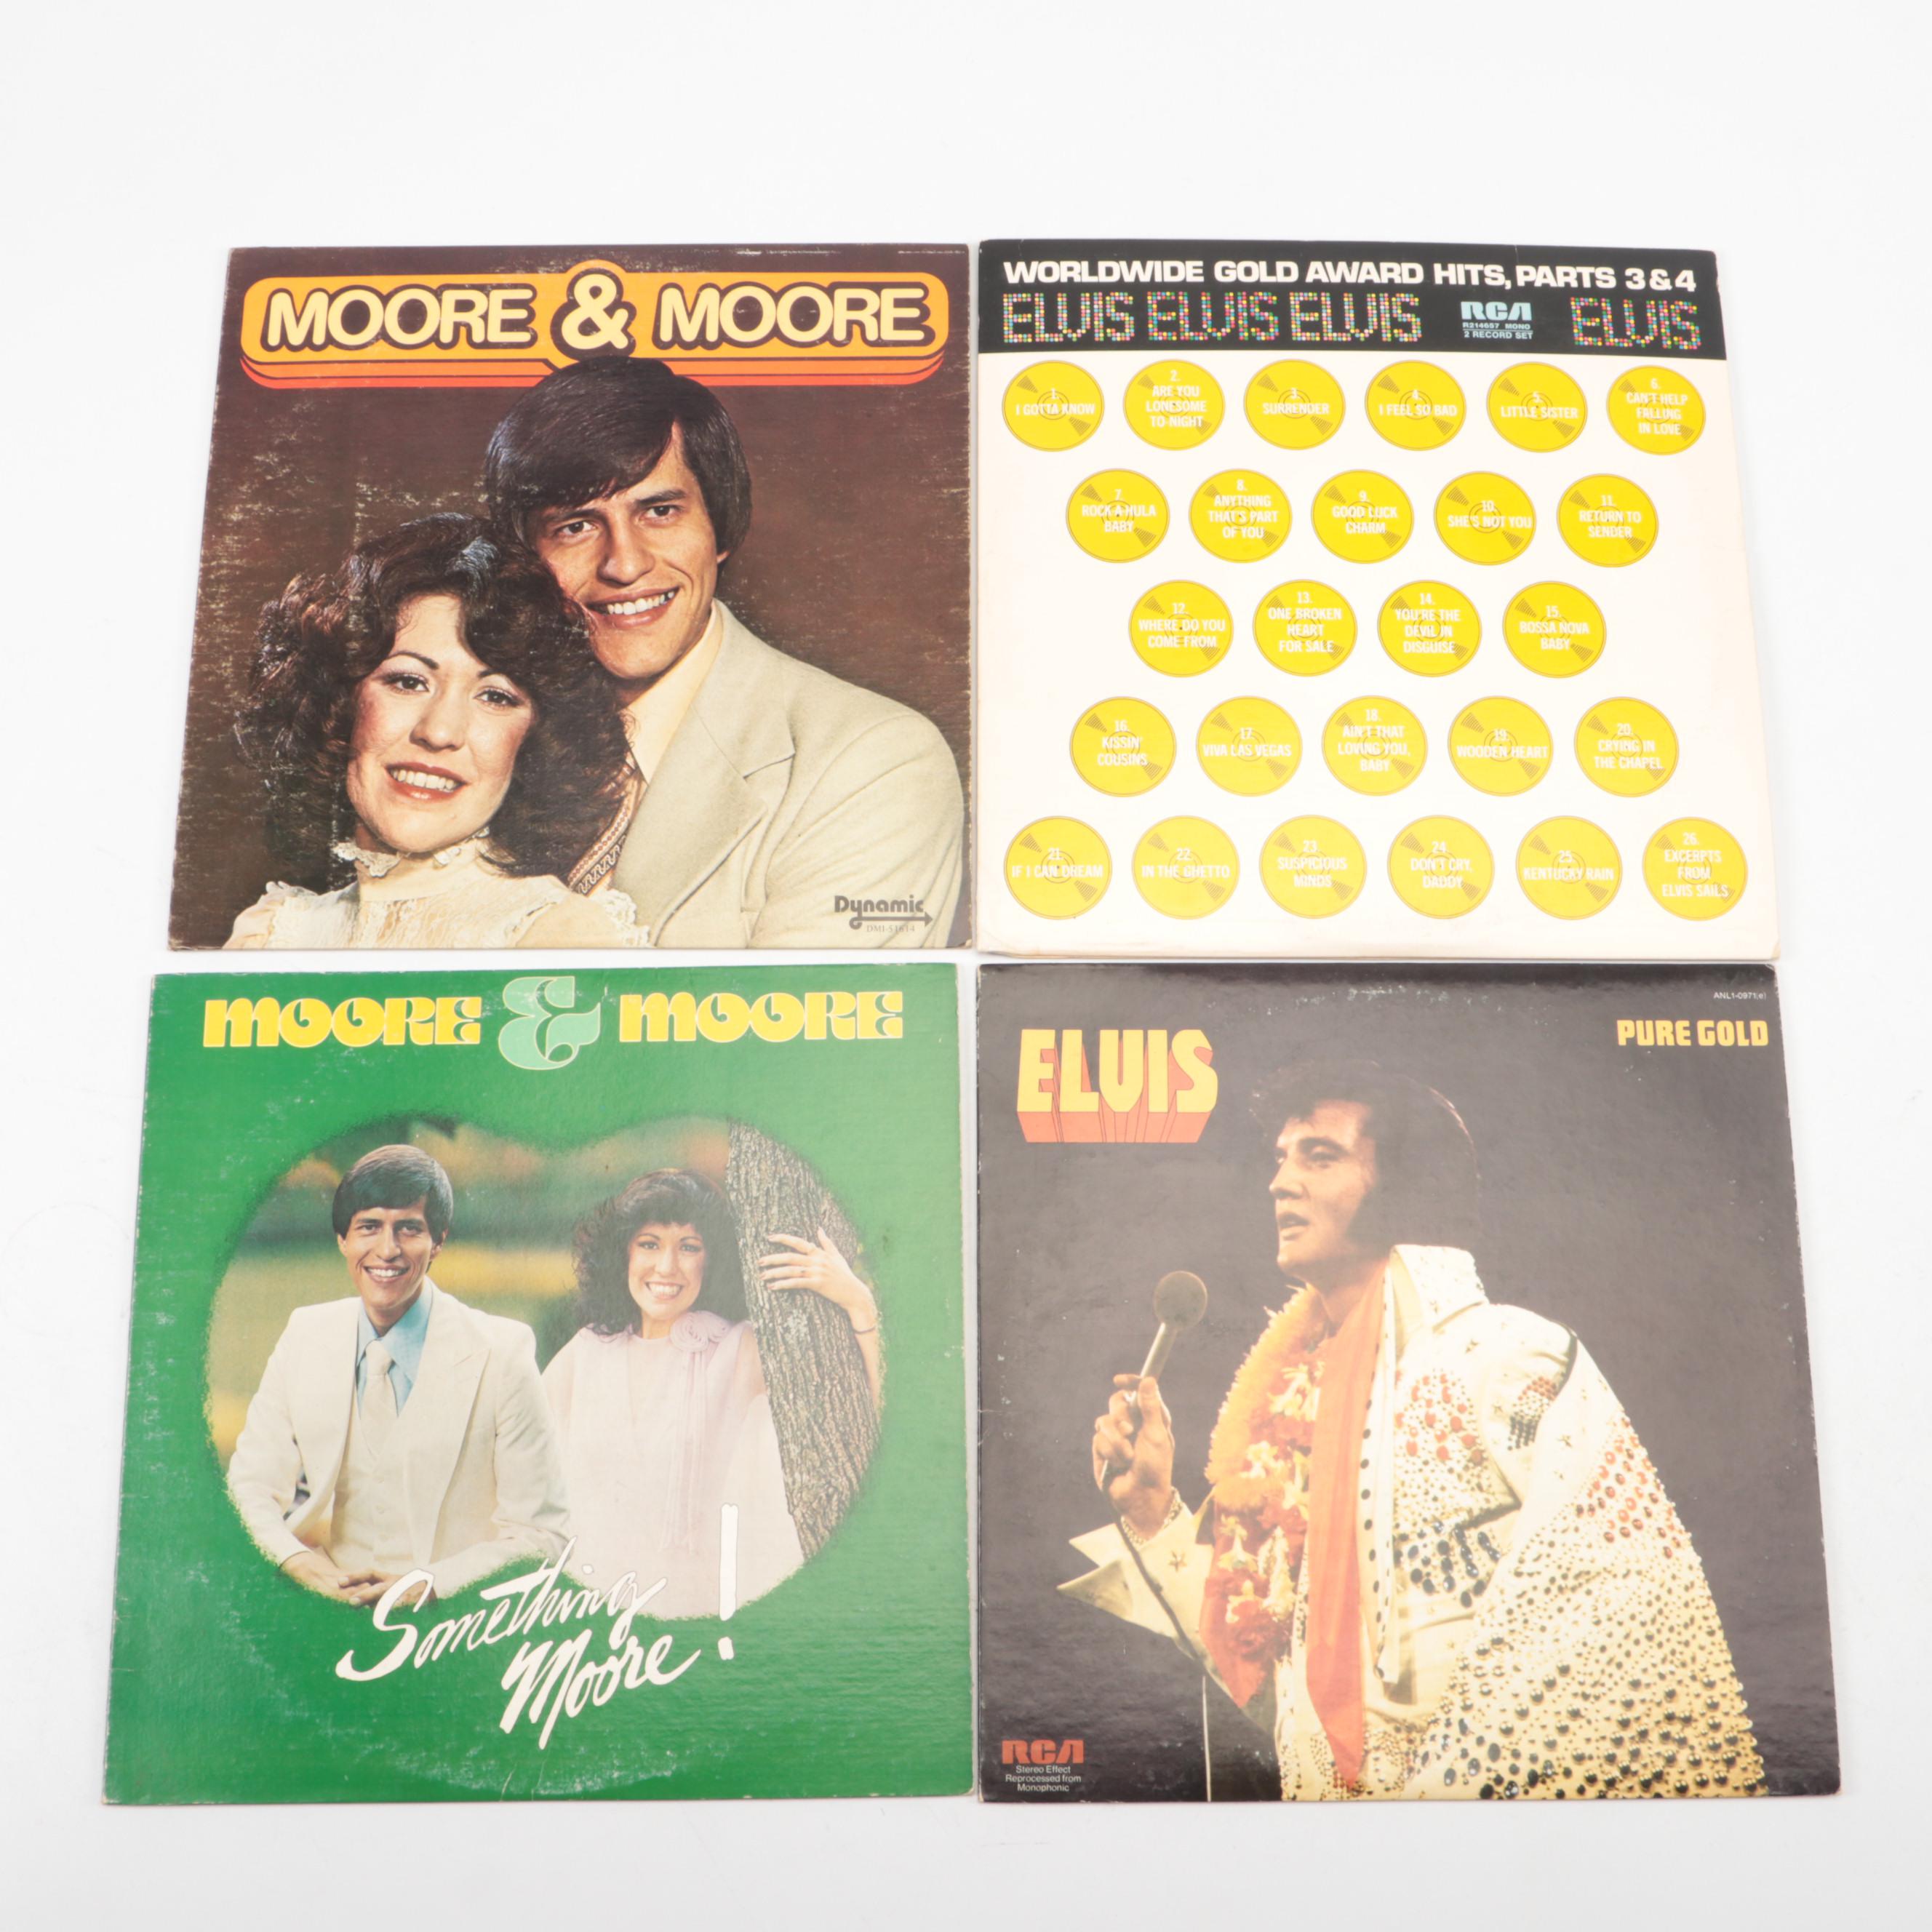 MOORE & MOORE
Dynamic
WORLDWIDE GOLD AWARD HITS, PARTS 3 & 4
ELVIS ELVIS ELVIS
RCA
R214657 MONO
2 RECORD SET
ELVIS
1.
I GOTTA KNOW
2.
ARE YOU
LONESOME
TO-NIGHT
3.
SURRENDER
4.
I FEEL SO BAD
5.
LITTLE SISTER
6.
CAN'T HELP
FALLING
IN LOVE
7.
ROCK-A-HULA
BABY
8.
ANYTHING
THAT'S PART
OF YOU
9.
GOOD LUCK
CHARM
10.
SHE'S NOT YOU
11.
RETURN TO
SENDER
12.
WHERE DO YOU
COME FROM
13.
ONE BROKEN
HEART
FOR SALE
14.
YOU'RE THE
DEVIL IN
DISGUISE
15.
BOSSA NOVA
BABY
16.
KISSIN'
COUSINS
17.
VIVA LAS VEGAS
18.
AIN'T THAT
LOVING YOU,
BABY
19.
WOODEN HEART
20.
CRYING IN
THE CHAPEL
21.
IF I CAN DREAM
22.
IN THE GHETTO
23.
SUSPICIOUS
MINDS
24.
DON'T CRY,
DADDY
25.
KENTUCKY RAIN
26.
EXCERPTS
FROM
ELVIS SAILS
MOORE & MOORE
Something
Moore!
ANL1-0971(e)
ELVIS
PURE GOLD
RCA
Stereo Effect
Reprocessed from
Monophonic